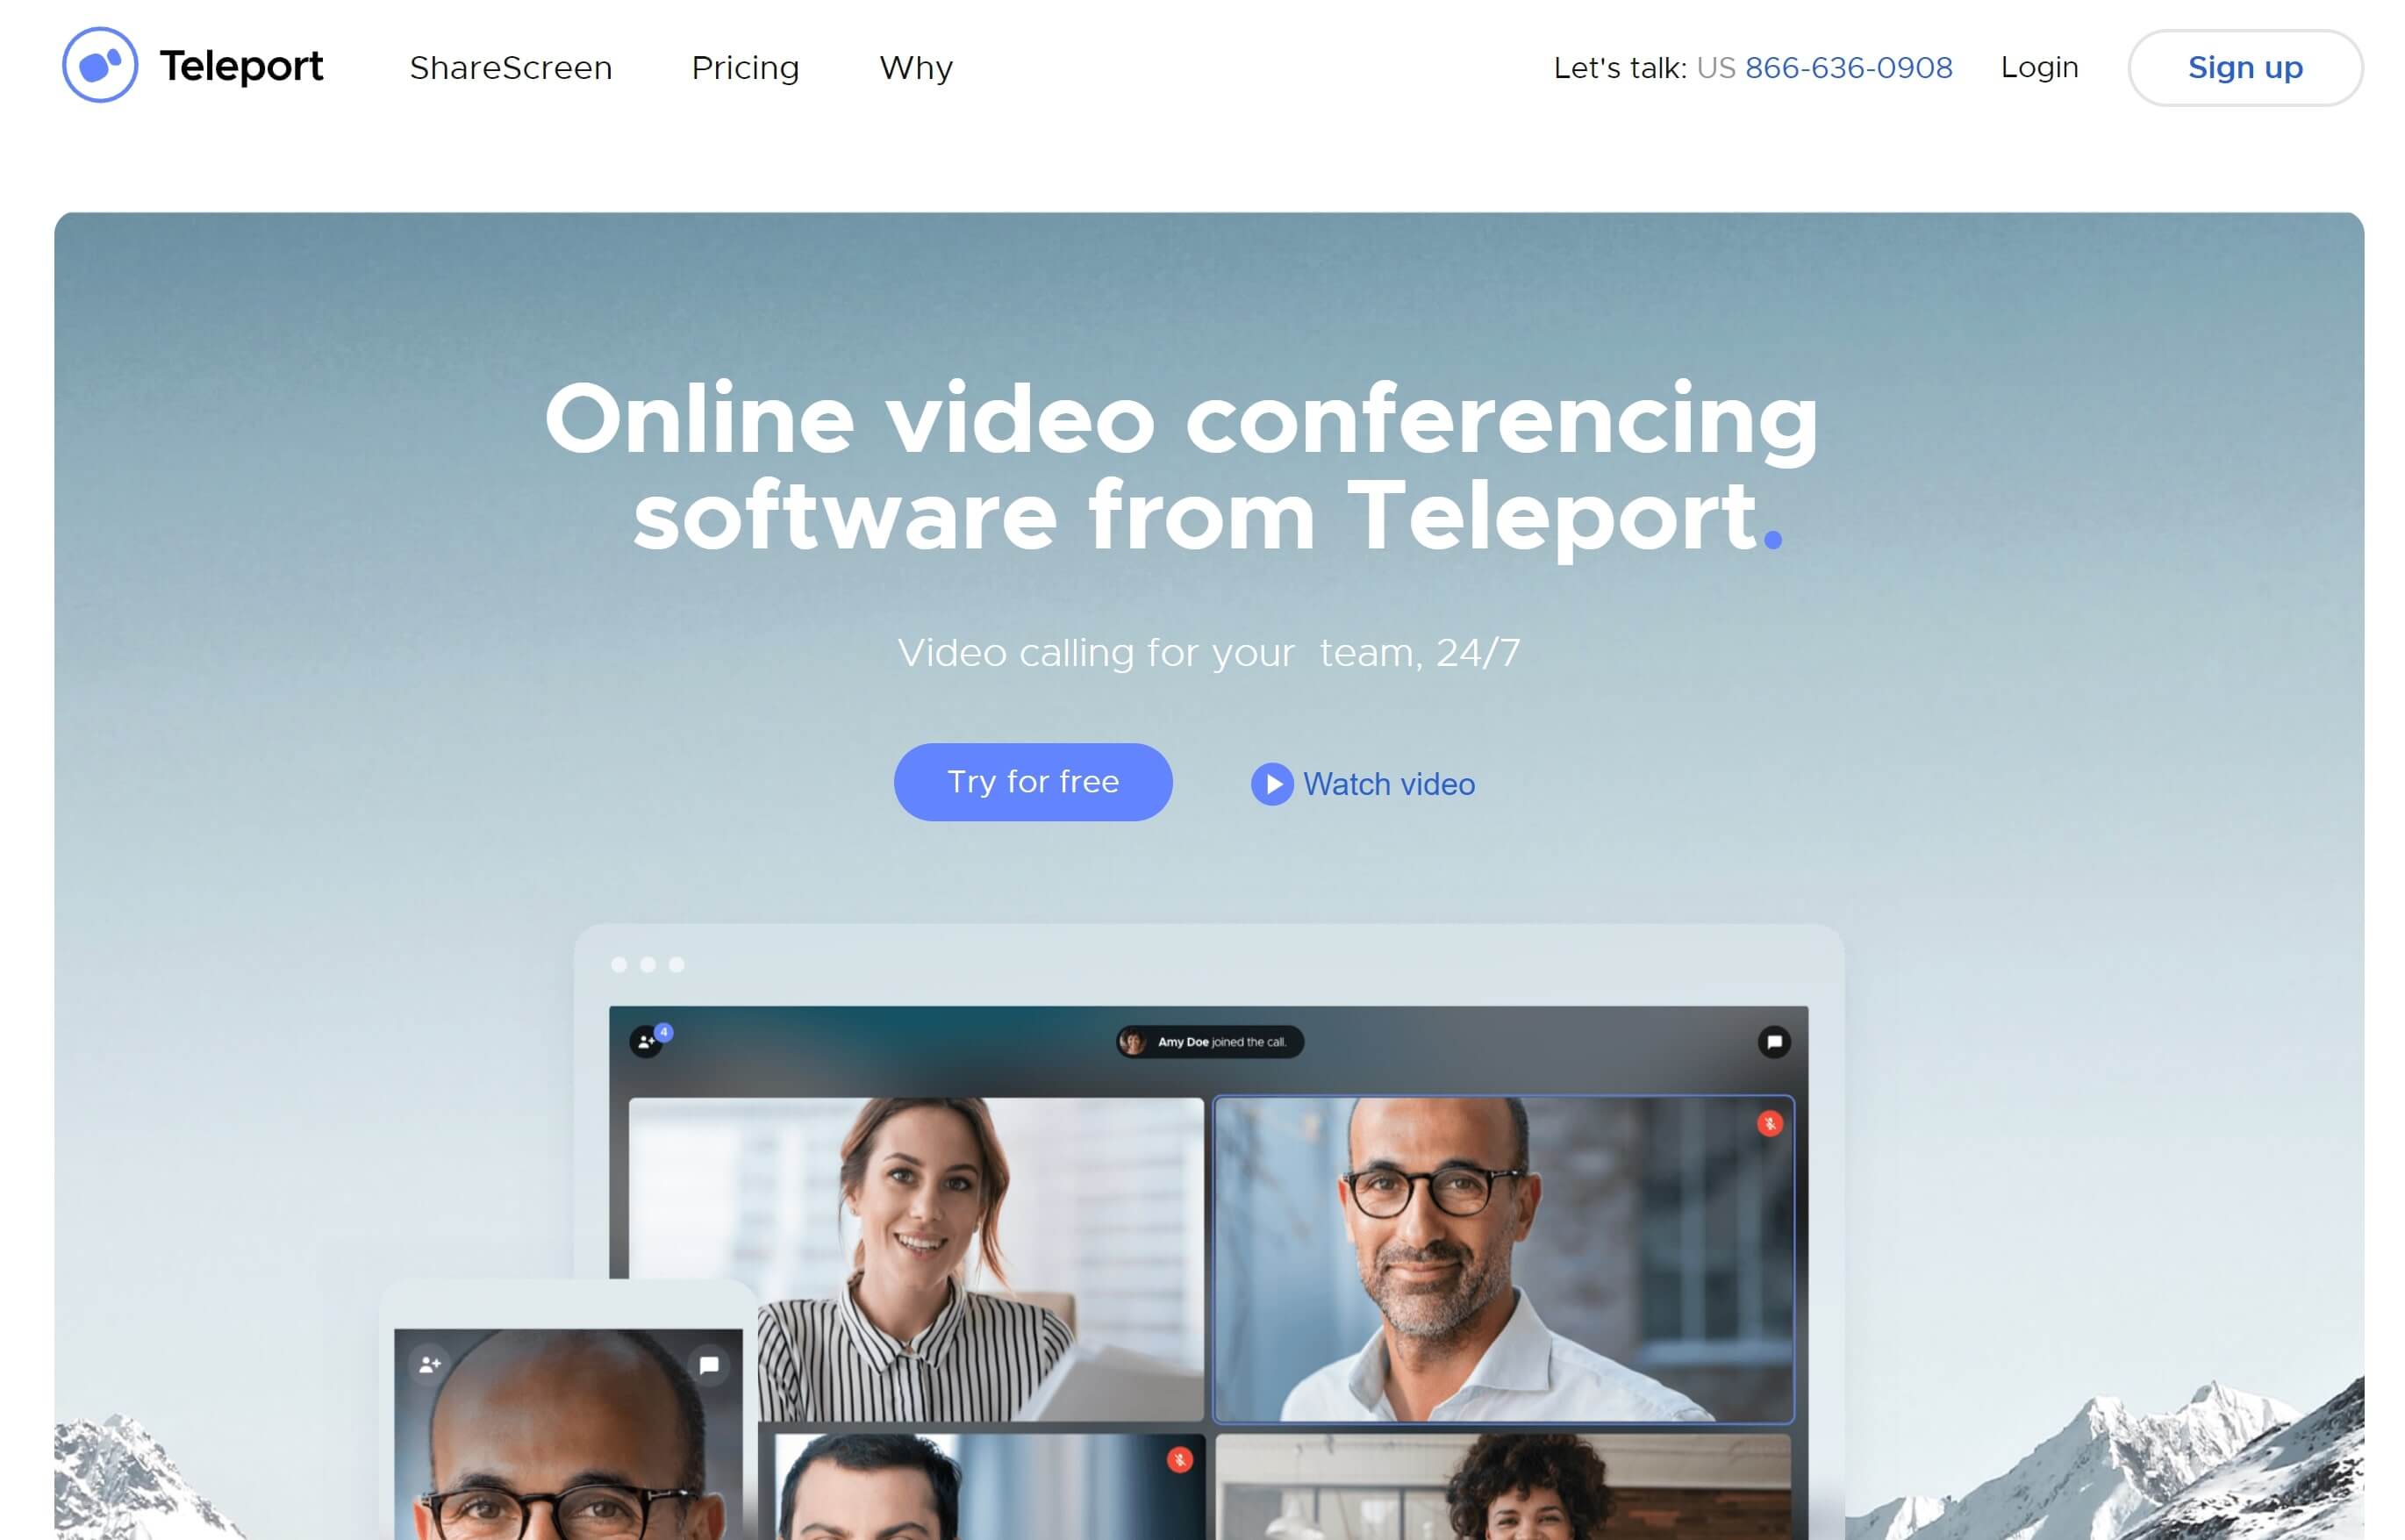 Teleport
ShareScreen
Pricing
Why
Let's talk: US 866-636-0908
Login
Sign up
Online video conferencing
software from Teleport.
Video calling for your  team, 24/7
Try for free
Watch video
4
Amy Doe joined the call.